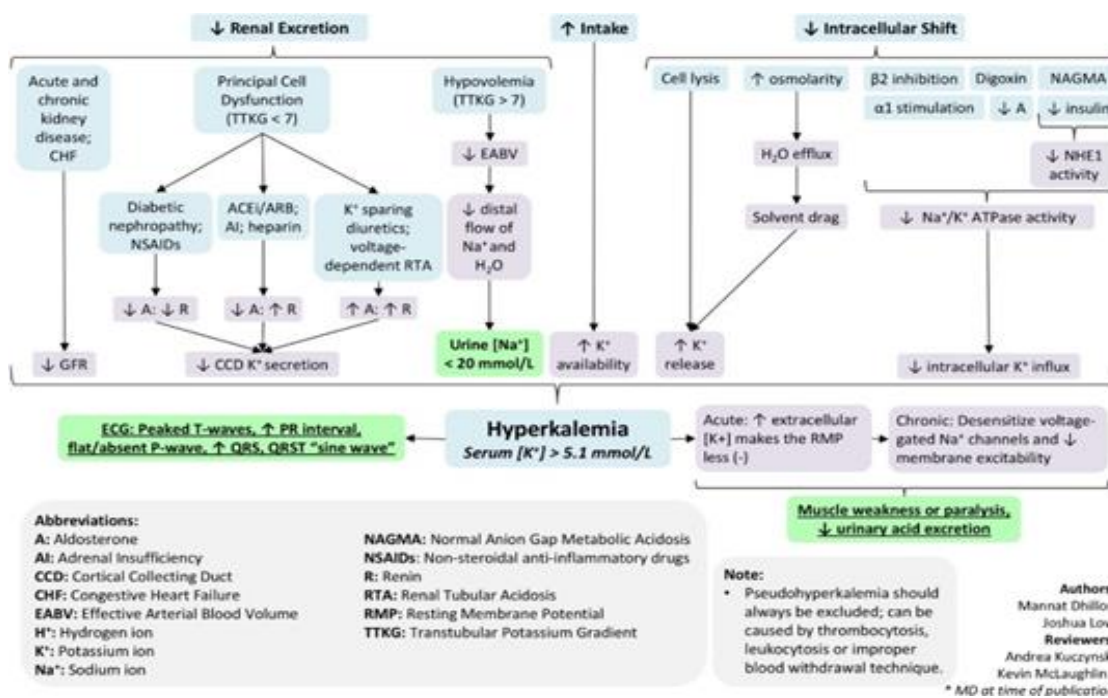 ↓ Renal Excretion
↑ Intake
↓ Intracellular Shift
Acute and
chronic
kidney
disease;
CHF
Principal Cell
Dysfunction
(TTKG < 7)
Hypovolemia
(TTKG > 7)
Cell lysis
↑ osmolarity
β2 inhibition
Digoxin
NAGMA
α1 stimulation
↓ A
↓ insulin
↓ EABV
H₂O efflux
↓ NHE1
activity
Diabetic
nephropathy;
NSAIDs
ACEi/ARB;
AI; heparin
K⁺ sparing
diuretics;
voltage-
dependent RTA
↓ distal
flow of
Na⁺ and
H₂O
Solvent drag
↓ Na⁺/K⁺ ATPase activity
↓ A: ↓ R
↓ A: ↑ R
↑ A: ↑ R
↓ GFR
↓ CCD K⁺ secretion
Urine [Na⁺]
< 20 mmol/L
↑ K⁺
availability
↑ K⁺
release
↓ intracellular K⁺ influx
ECG: Peaked T-waves, ↑ PR interval,
flat/absent P-wave, ↑ QRS, QRST “sine wave”
Hyperkalemia
Serum [K⁺] > 5.1 mmol/L
Acute: ↑ extracellular
[K+] makes the RMP
less (-)
Chronic: Desensitize voltage-
gated Na⁺ channels and ↓
membrane excitability
Muscle weakness or paralysis,
↓ urinary acid excretion
Abbreviations:
A: Aldosterone
AI: Adrenal Insufficiency
CCD: Cortical Collecting Duct
CHF: Congestive Heart Failure
EABV: Effective Arterial Blood Volume
H⁺: Hydrogen ion
K⁺: Potassium ion
Na⁺: Sodium ion
NAGMA: Normal Anion Gap Metabolic Acidosis
NSAIDs: Non-steroidal anti-inflammatory drugs
R: Renin
RTA: Renal Tubular Acidosis
RMP: Resting Membrane Potential
TTKG: Transtubular Potassium Gradient
Note:
• Pseudohyperkalemia should
always be excluded; can be
caused by thrombocytosis,
leukocytosis or improper
blood withdrawal technique.
Authors
Mannat Dhillo
Joshua Low
Reviewers
Andrea Kuczynsk
Kevin McLaughlin
* MD at time of publication